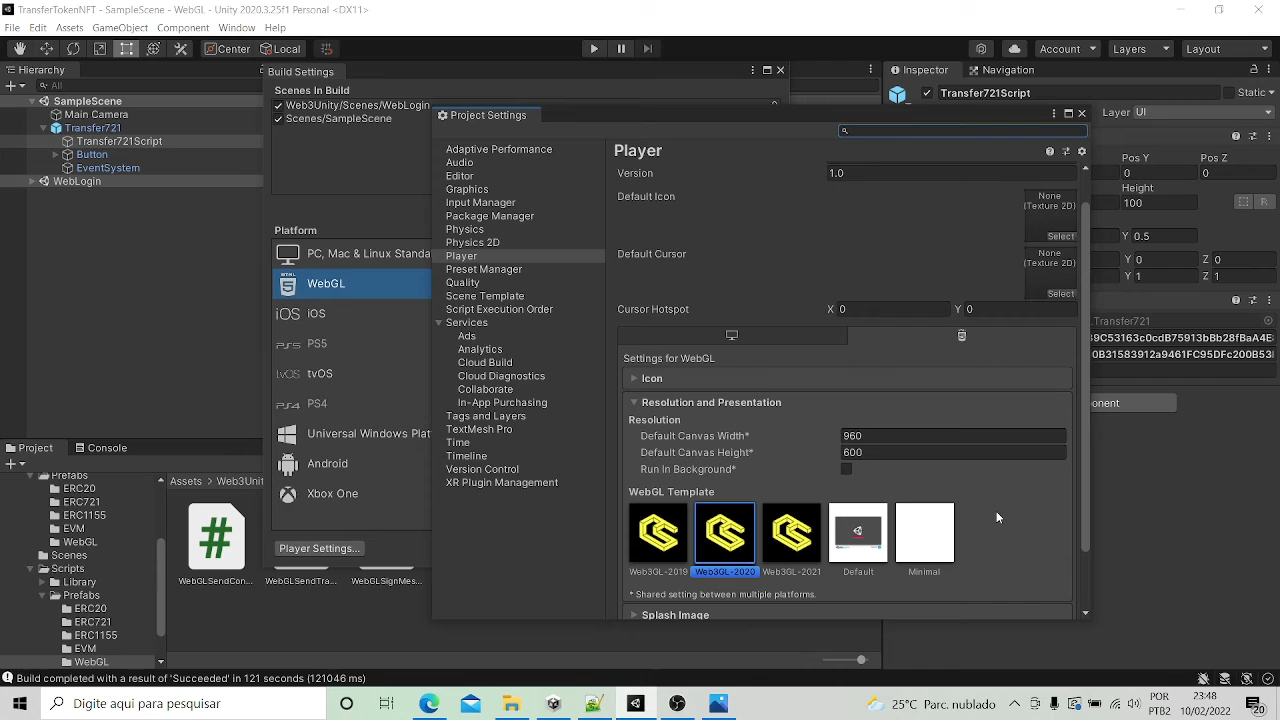 TransferTokenNFT - SampleScene - WebGL - Unity 2020.3.25f1 Personal <DX11>
File Edit Assets GameObject Component Window Help
Center Local Account Layers Layout
Hierarchy
All
SampleScene
Main Camera
Transfer721
Transfer721Script
Button
EventSystem
WebLogin
Build Settings
Scenes In Build
Web3Unity/Scenes/WebLogin
Scenes/SampleScene
Platform
PC, Mac & Linux Standa
WebGL
iOS
PS5
tvOS
PS4
Universal Windows Plat
Android
Xbox One
Player Settings...
Project Settings
Adaptive Performance
Audio
Editor
Graphics
Input Manager
Package Manager
Physics
Physics 2D
Player
Preset Manager
Quality
Scene Template
Script Execution Order
Services
Ads
Analytics
Cloud Build
Cloud Diagnostics
Collaborate
In-App Purchasing
Tags and Layers
TextMesh Pro
Time
Timeline
Version Control
XR Plugin Management
Player
Version 1.0
Default Icon
None
(Texture 2D)
Select
Default Cursor
None
(Texture 2D)
Select
Cursor Hotspot X 0 Y 0
Settings for WebGL
Icon
Resolution and Presentation
Resolution
Default Canvas Width* 960
Default Canvas Height* 600
Run In Background*
WebGL Template
Web3GL-2019 Web3GL-2020 Web3GL-2021 Default Minimal
* Shared setting between multiple platforms.
Splash Image
Inspector Navigation
Transfer721Script Static
Layer UI
Pos Y Pos Z
0 0
Height
100 R
Y 0.5
Y 0 Z 0
Y 1 Z 1
Transfer721
9C53d10c0cdB75913bb28fBaA4E
0B31583912a9461FC95DFc200B53
onent
Project Console
Prefabs
ERC20
ERC721
ERC1155
EVM
WebGL
Scenes
Scripts
Library
Prefabs
ERC20
ERC721
ERC1155
EVM
WebGL
Assets > Web3Unit
WebGLSendCon... WebGLSendTra... WebGLSignMes...
Build completed with a result of 'Succeeded' in 121 seconds (121046 ms)
Digite aqui para pesquisar
25°C Parc. nublado
POR
PTB2
23:48
10/02/2022
20